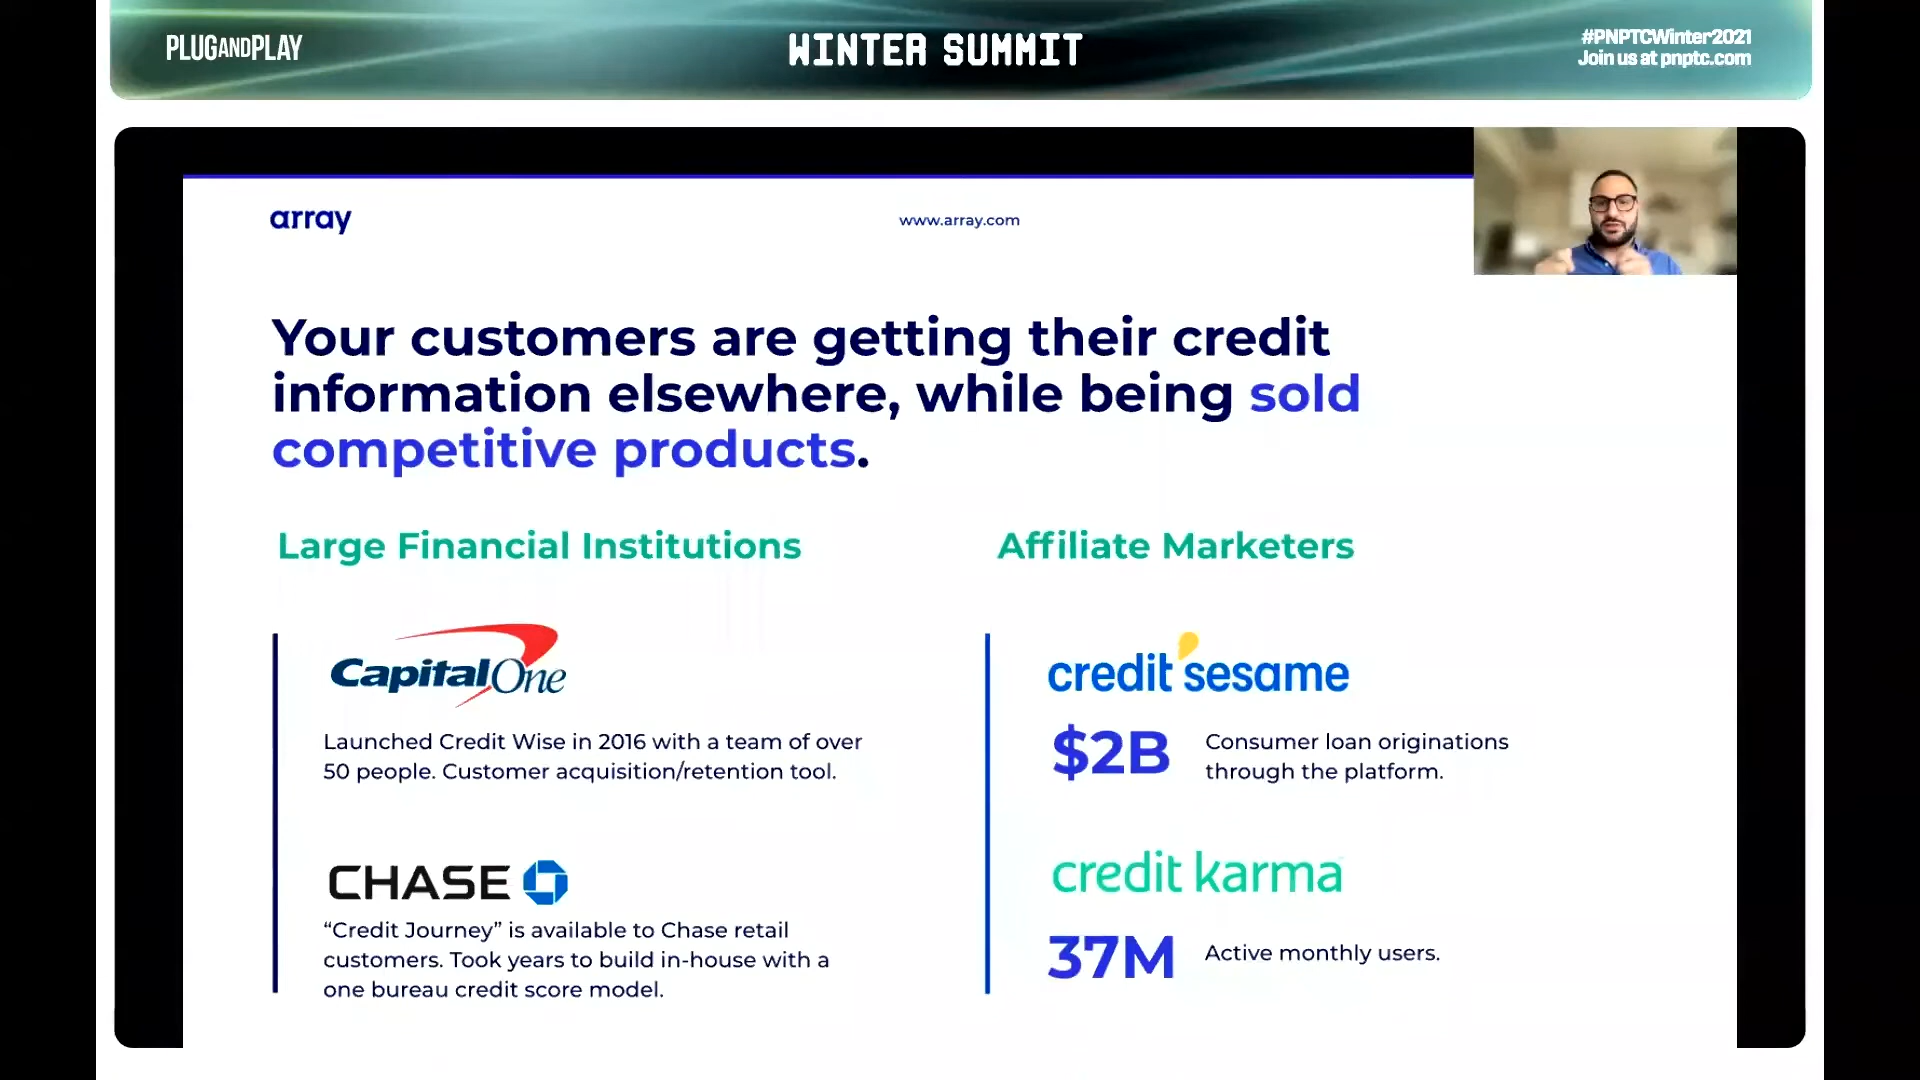 PLUGANDPLAY
WINTER SUMMIT
#PNPTCWinter2021
Join us at pnptc.com
array
www.array.com
Your customers are getting their credit
information elsewhere, while being sold
competitive products.
Large Financial Institutions
CapitalOne
Launched Credit Wise in 2016 with a team of over
50 people. Customer acquisition/retention tool.
CHASE
“Credit Journey” is available to Chase retail
customers. Took years to build in-house with a
one bureau credit score model.
Affiliate Marketers
credit sesame
$2B
Consumer loan originations
through the platform.
credit karma
37M
Active monthly users.